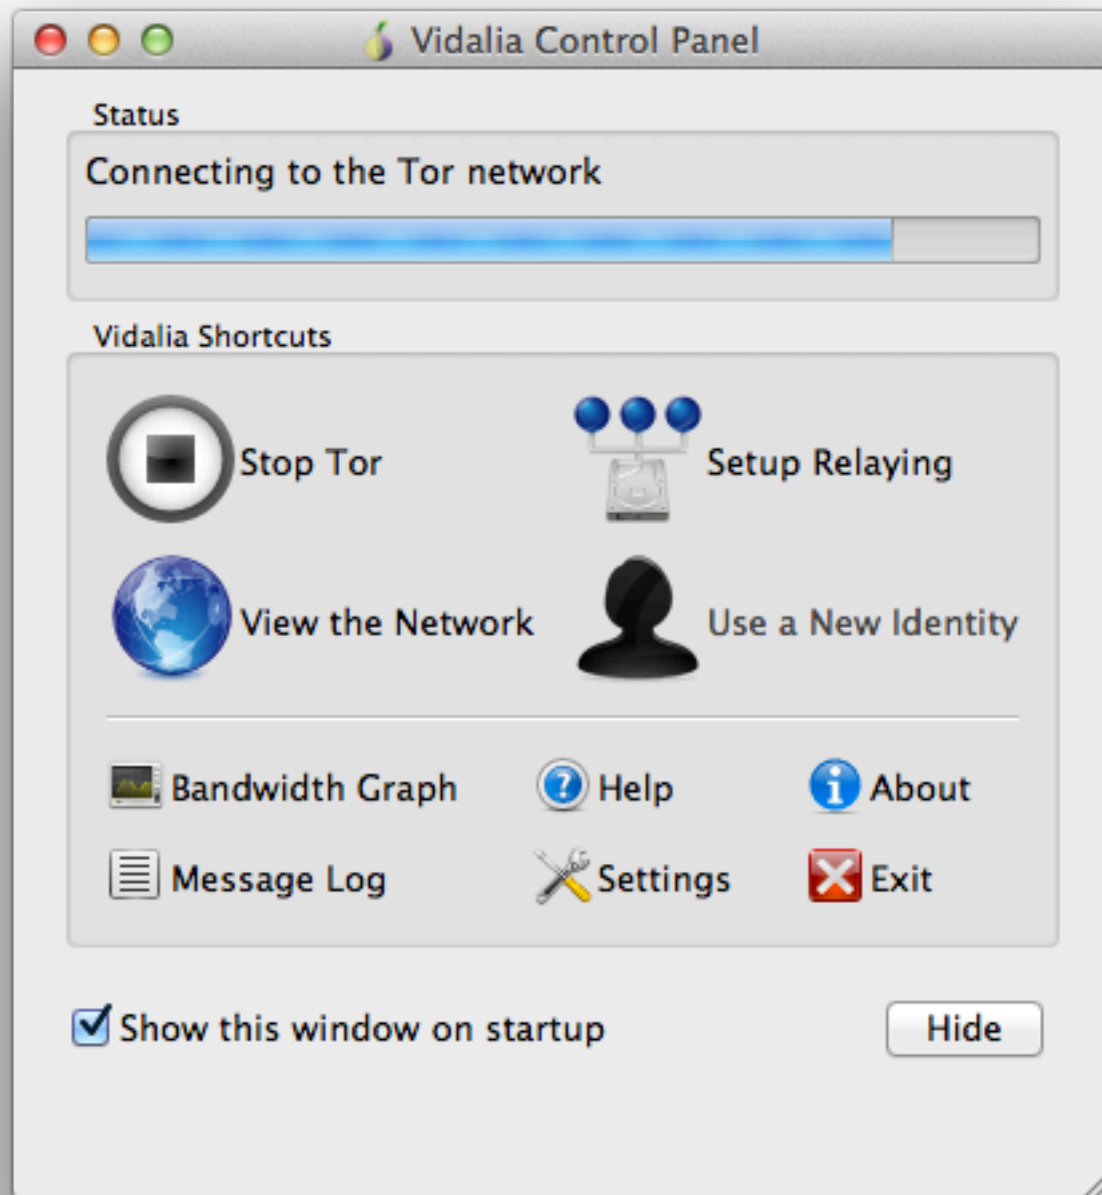 Vidalia Control Panel
Status
Connecting to the Tor network
Vidalia Shortcuts
Stop Tor
Setup Relaying
View the Network
Use a New Identity
Bandwidth Graph
Help
About
Message Log
Settings
Exit
Show this window on startup
Hide